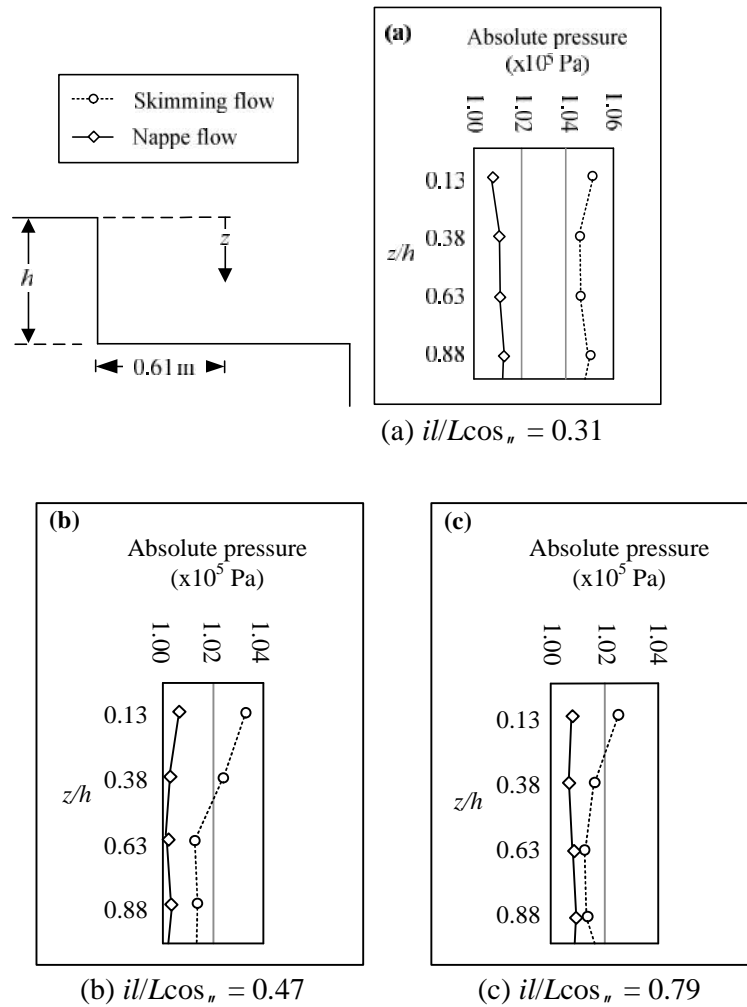 Skimming flow
Nappe flow
h
z
0.61 m
(a)
Absolute pressure
(x10⁵ Pa)
1.00
1.02
1.04
1.06
0.13
0.38
z/h
0.63
0.88
(a) il/Lcos〃 = 0.31
(b)
Absolute pressure
(x10⁵ Pa)
1.00
1.02
1.04
0.13
0.38
z/h
0.63
0.88
(b) il/Lcos〃 = 0.47
(c)
Absolute pressure
(x10⁵ Pa)
1.00
1.02
1.04
0.13
0.38
z/h
0.63
0.88
(c) il/Lcos〃 = 0.79